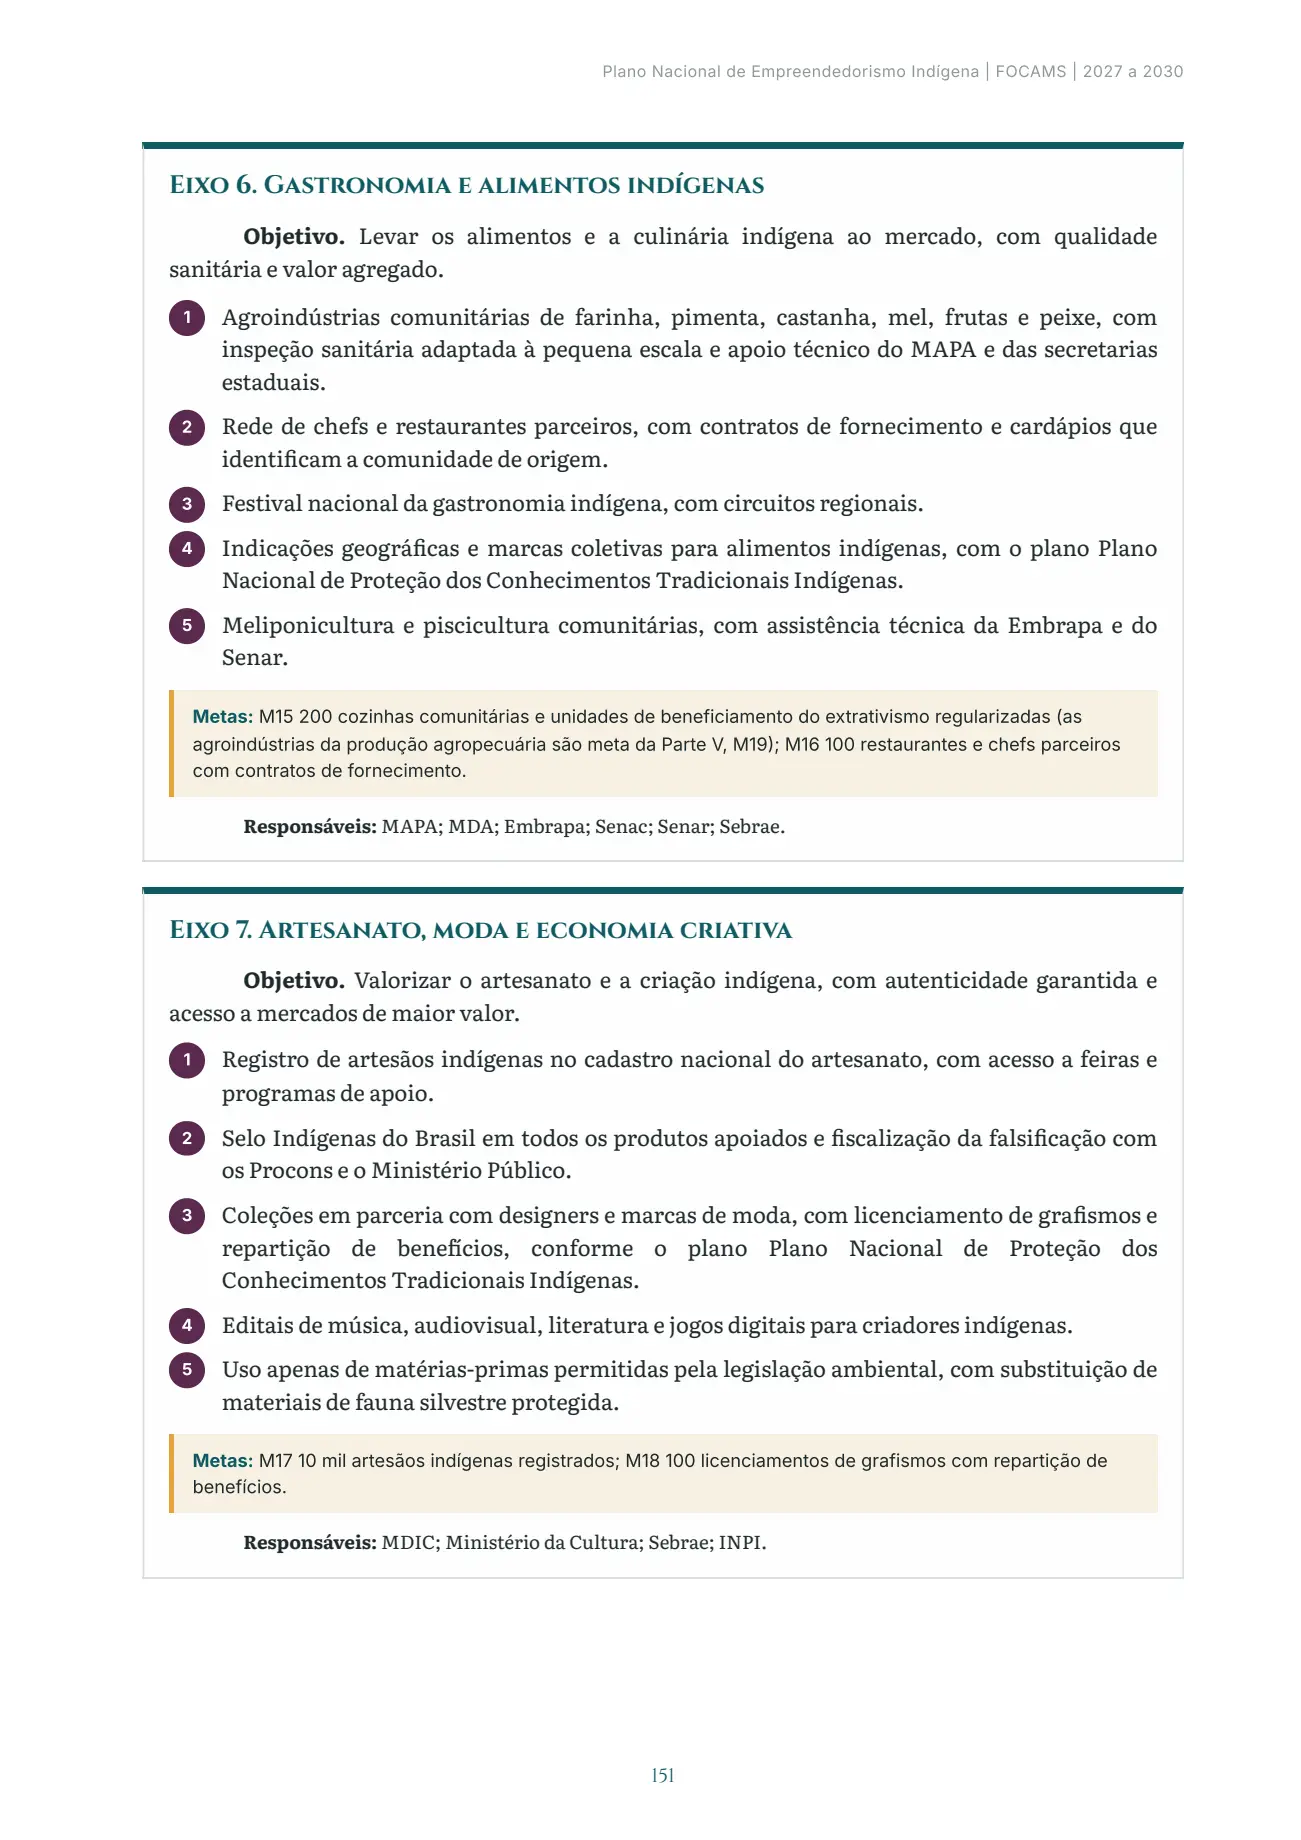 Plano Nacional de Empreendedorismo Indígena | FOCAMS | 2027 a 2030
Eixo 6. Gastronomia e alimentos indígenas
Objetivo. Levar os alimentos e a culinária indígena ao mercado, com qualidade
sanitária e valor agregado.
1 Agroindústrias comunitárias de farinha, pimenta, castanha, mel, frutas e peixe, com
inspeção sanitária adaptada à pequena escala e apoio técnico do MAPA e das secretarias
estaduais.
2 Rede de chefs e restaurantes parceiros, com contratos de fornecimento e cardápios que
identificam a comunidade de origem.
3 Festival nacional da gastronomia indígena, com circuitos regionais.
4 Indicações geográficas e marcas coletivas para alimentos indígenas, com o plano Plano
Nacional de Proteção dos Conhecimentos Tradicionais Indígenas.
5 Meliponicultura e piscicultura comunitárias, com assistência técnica da Embrapa e do
Senar.
Metas: M15 200 cozinhas comunitárias e unidades de beneficiamento do extrativismo regularizadas (as
agroindústrias da produção agropecuária são meta da Parte V, M19); M16 100 restaurantes e chefs parceiros
com contratos de fornecimento.
Responsáveis: MAPA; MDA; Embrapa; Senac; Senar; Sebrae.
Eixo 7. Artesanato, moda e economia criativa
Objetivo. Valorizar o artesanato e a criação indígena, com autenticidade garantida e
acesso a mercados de maior valor.
1 Registro de artesãos indígenas no cadastro nacional do artesanato, com acesso a feiras e
programas de apoio.
2 Selo Indígenas do Brasil em todos os produtos apoiados e fiscalização da falsificação com
os Procons e o Ministério Público.
3 Coleções em parceria com designers e marcas de moda, com licenciamento de grafismos e
repartição de benefícios, conforme o plano Plano Nacional de Proteção dos
Conhecimentos Tradicionais Indígenas.
4 Editais de música, audiovisual, literatura e jogos digitais para criadores indígenas.
5 Uso apenas de matérias-primas permitidas pela legislação ambiental, com substituição de
materiais de fauna silvestre protegida.
Metas: M17 10 mil artesãos indígenas registrados; M18 100 licenciamentos de grafismos com repartição de
benefícios.
Responsáveis: MDIC; Ministério da Cultura; Sebrae; INPI.
151